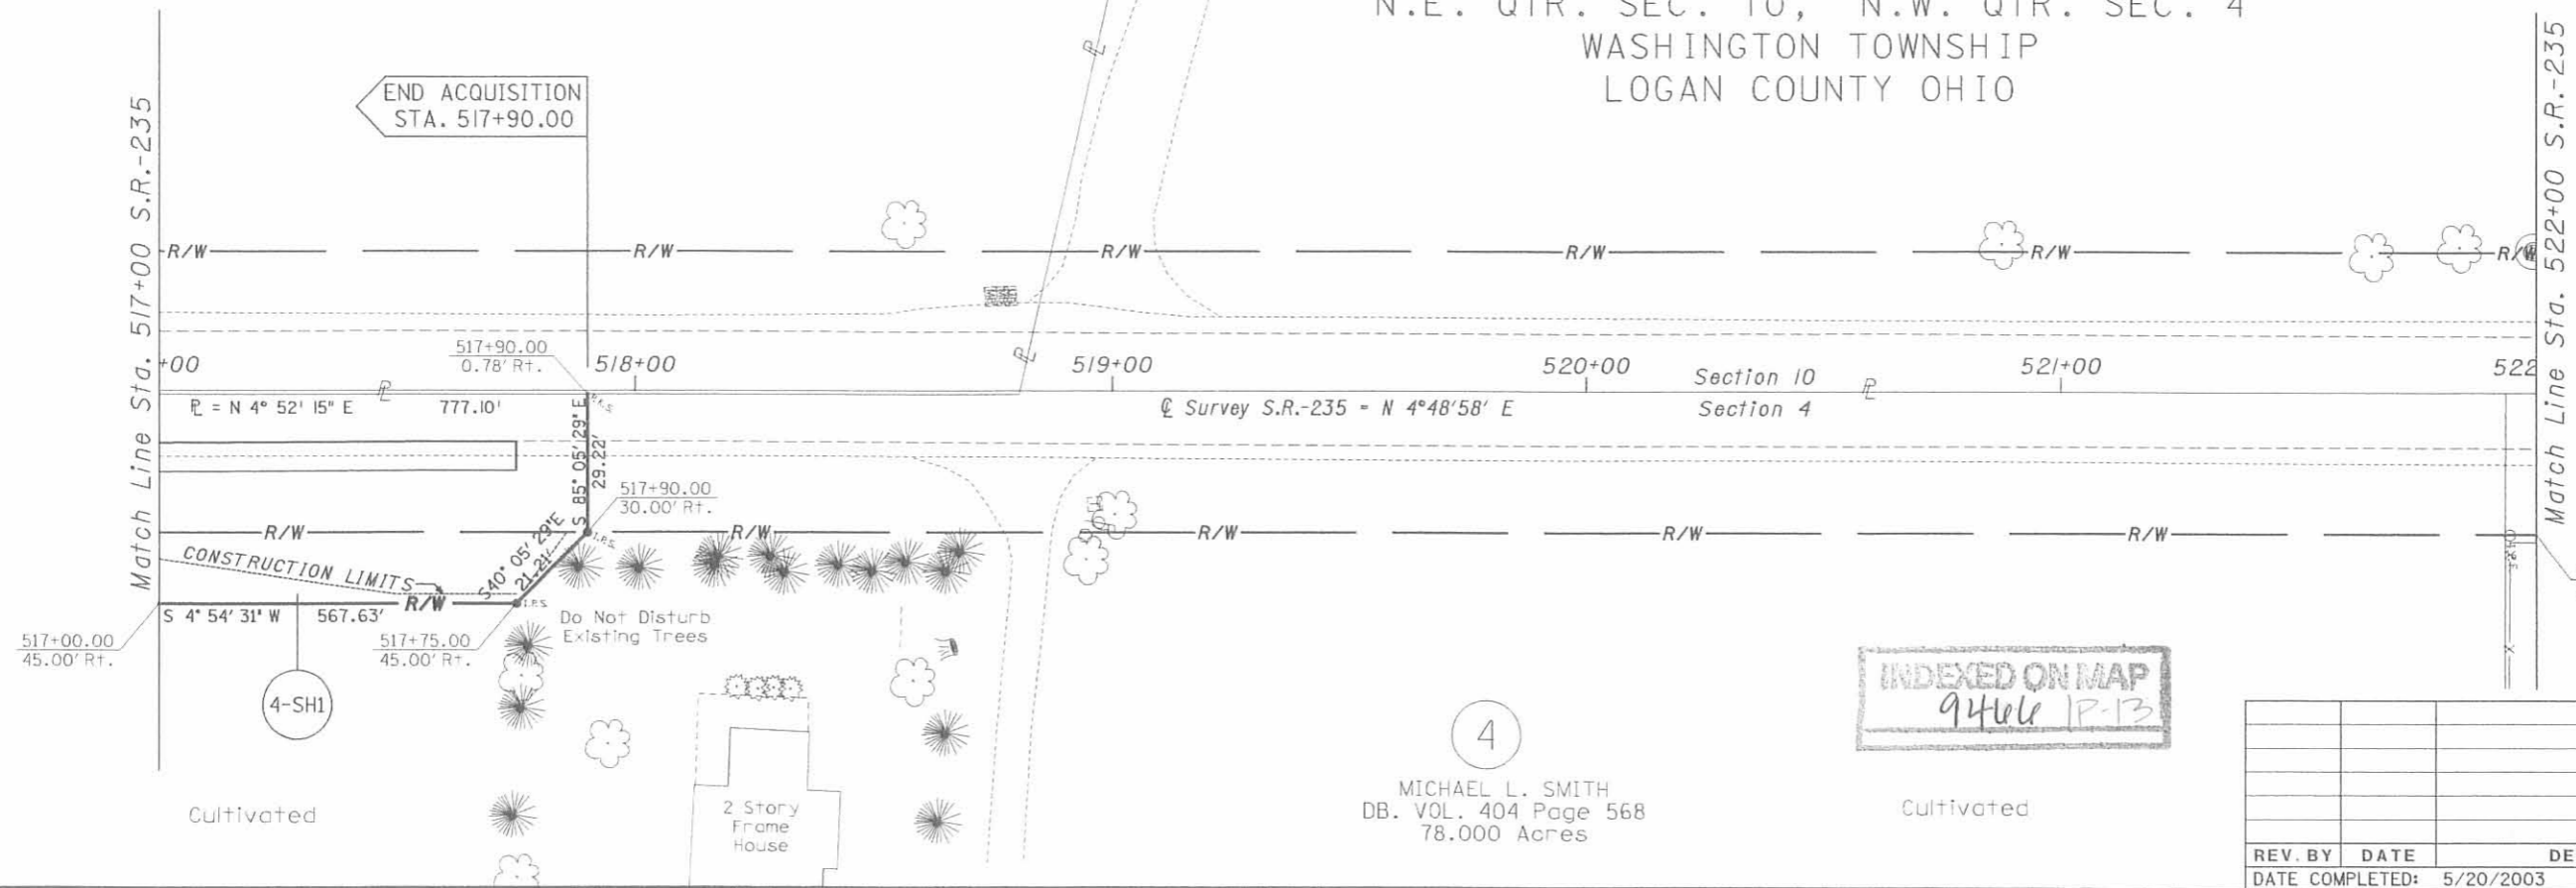 N.E. QTR. SEC. 10, N.W. QTR. SEC. 4
WASHINGTON TOWNSHIP
LOGAN COUNTY OHIO
END ACQUISITION
STA. 517+90.00
Match Line Sta. 517+00 S.R.-235
Match Line Sta. 522+00 S.R.-235
R/W
R/W
R/W
R/W
R/W
R/W
+00
517+90.00
0.78' Rt.
518+00
519+00
520+00
521+00
522
Section 10
Section 4
℄ Survey S.R.-235 = N 4°48'58' E
PL
PL
PL
PL
PL = N 4° 52' 15" E 777.10'
P.K.S.
S 85° 05' 29" E
29.22'
517+90.00
30.00' Rt.
I.P.S.
R/W
R/W
R/W
R/W
R/W
CONSTRUCTION LIMITS
S40° 05' 29"E
21.21'
R/W
I.P.S.
S 4° 54' 31" W 567.63'
517+00.00
45.00' Rt.
517+75.00
45.00' Rt.
Do Not Disturb
Existing Trees
4-SH1
Cultivated
2 Story
Frame
House
4
MICHAEL L. SMITH
DB. VOL. 404 Page 568
78.000 Acres
INDEXED ON MAP
9466 P-13
Cultivated
X
REV. BY DATE DE
DATE COMPLETED: 5/20/2003